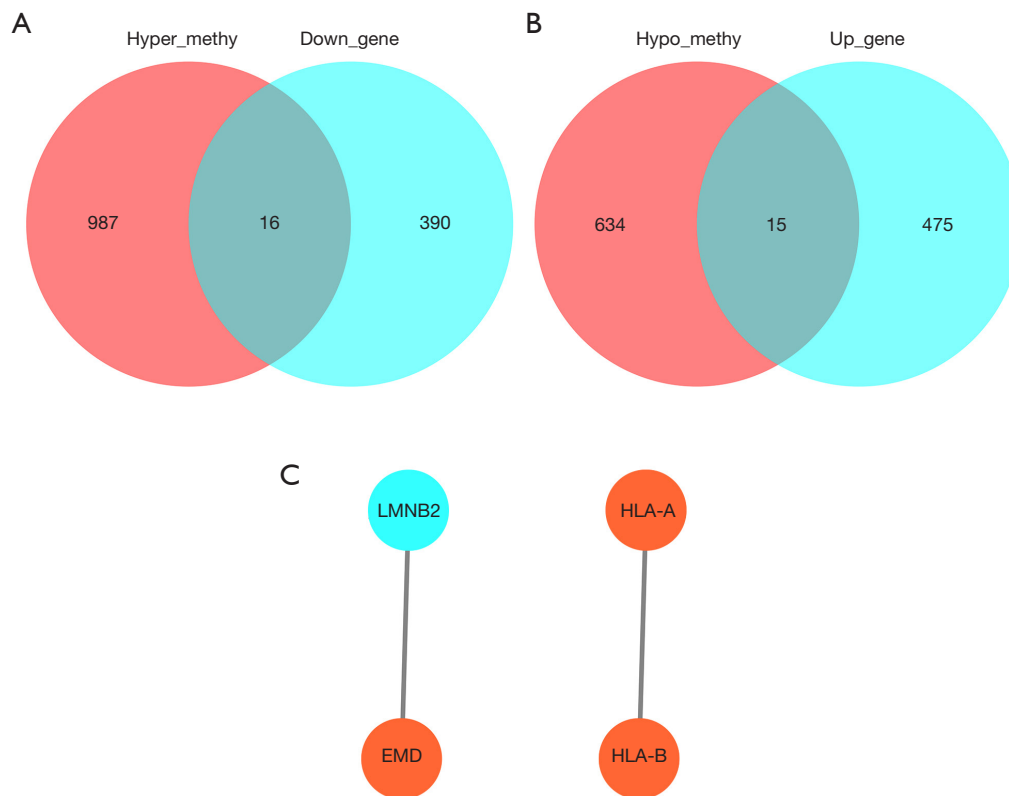 A
Hyper_methy Down_gene
987 16 390
B
Hypo_methy Up_gene
634 15 475
C
LMNB2
EMD
HLA-A
HLA-B